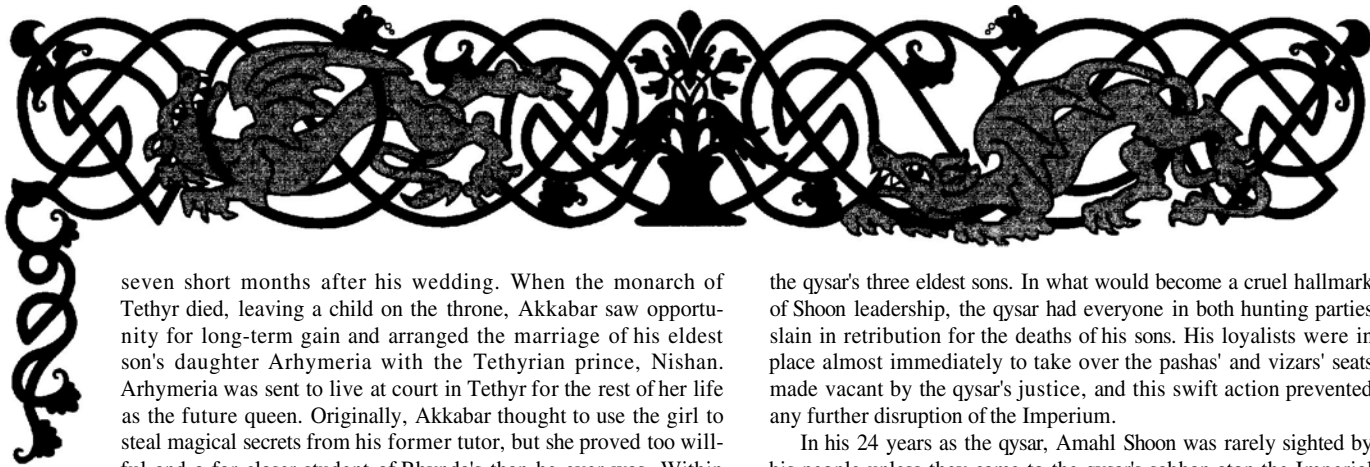 seven short months after his wedding. When the monarch of
Tethyr died, leaving a child on the throne, Akkabar saw opportu-
nity for long-term gain and arranged the marriage of his eldest
son's daughter Arhymeria with the Tethyrian prince, Nishan.
Arhymeria was sent to live at court in Tethyr for the rest of her life
as the future queen. Originally, Akkabar thought to use the girl to
steal magical secrets from his former tutor, but she proved too will-
the qysar's three eldest sons. In what would become a cruel hallmark
of Shoon leadership, the qysar had everyone in both hunting parties
slain in retribution for the deaths of his sons. His loyalists were in
place almost immediately to take over the pashas' and vizars' seats
made vacant by the qysar's justice, and this swift action prevented
any further disruption of the Imperium.
In his 24 years as the qysar, Amahl Shoon was rarely sighted by